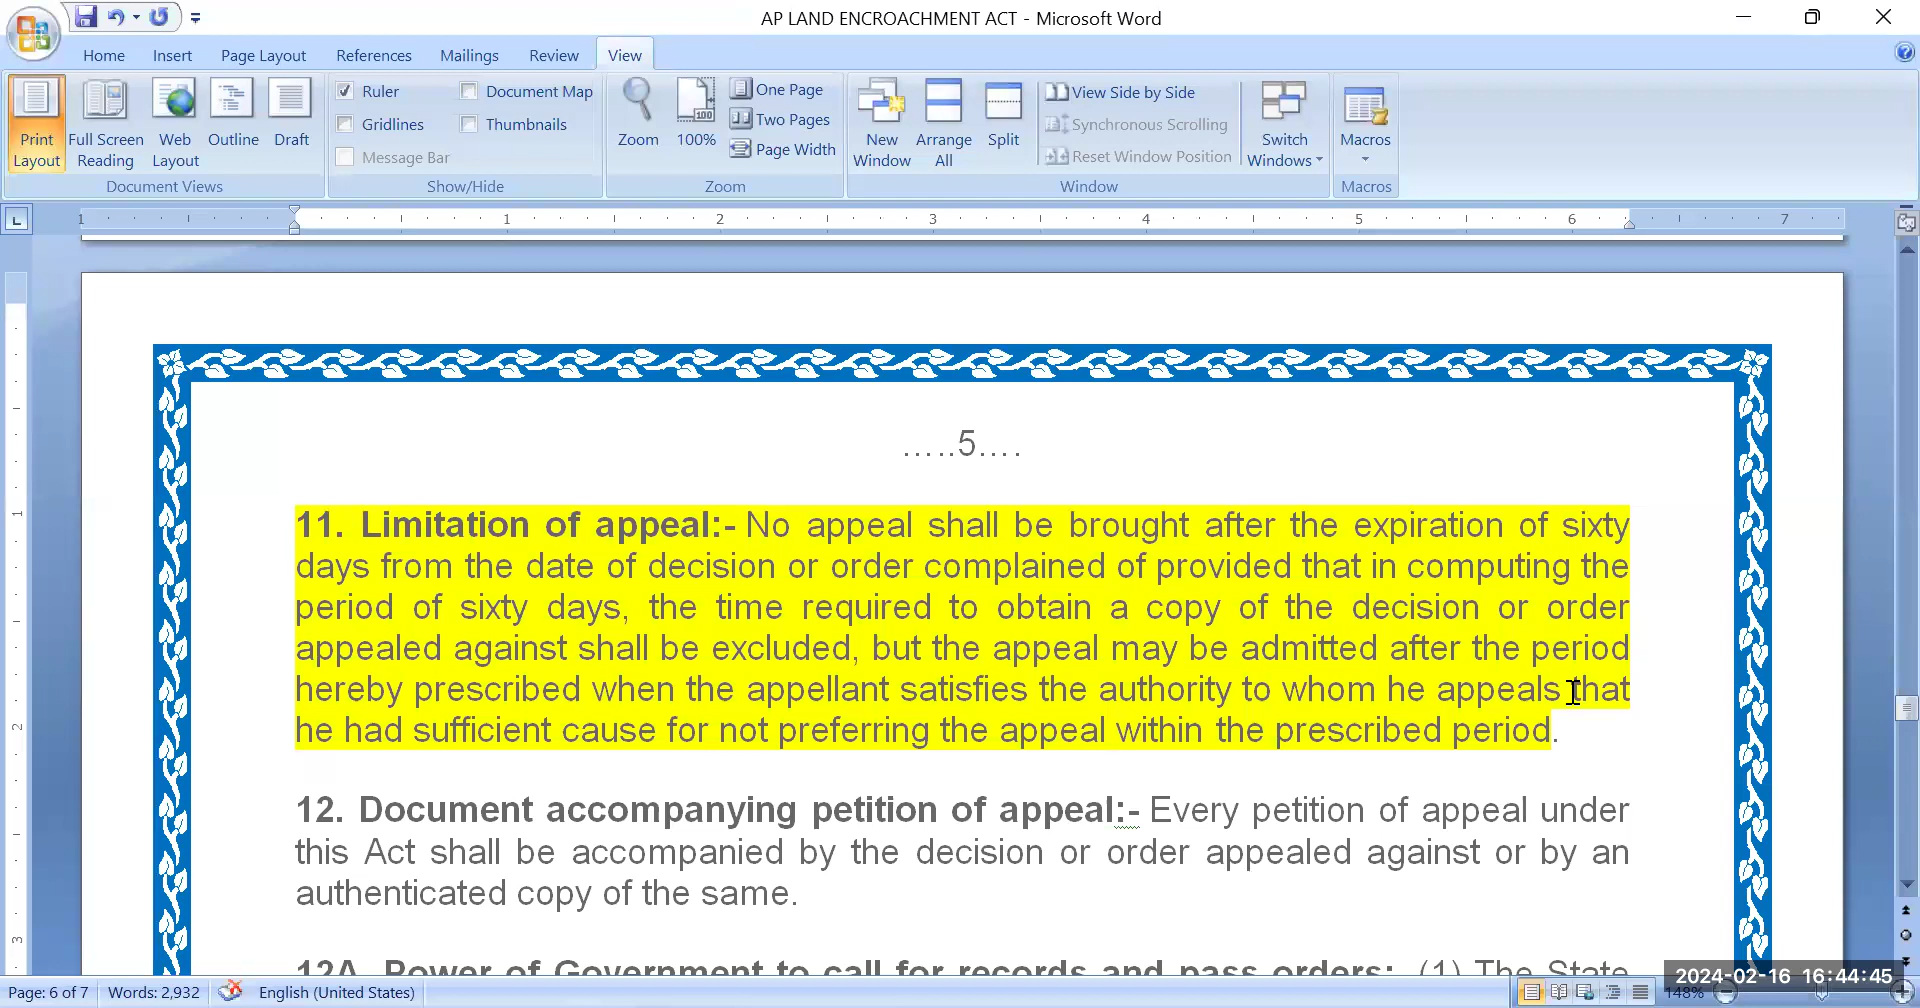 AP LAND ENCROACHMENT ACT - Microsoft Word
Home Insert Page Layout References Mailings Review View
Print Layout
Full Screen Reading
Web Layout
Outline
Draft
Document Views
Ruler
Gridlines
Message Bar
Document Map
Thumbnails
Show/Hide
Zoom
100%
One Page
Two Pages
Page Width
Zoom
New Window
Arrange All
Split
View Side by Side
Synchronous Scrolling
Reset Window Position
Switch Windows
Window
Macros
Macros
1 1 2 3 4 5 6 7
.....5....
11. Limitation of appeal:- No appeal shall be brought after the expiration of sixty
days from the date of decision or order complained of provided that in computing the
period of sixty days, the time required to obtain a copy of the decision or order
appealed against shall be excluded, but the appeal may be admitted after the period
hereby prescribed when the appellant satisfies the authority to whom he appeals that
he had sufficient cause for not preferring the appeal within the prescribed period.
12. Document accompanying petition of appeal:- Every petition of appeal under
this Act shall be accompanied by the decision or order appealed against or by an
authenticated copy of the same.
12A. Power of Government to call for records and pass orders: (1) The State
1
2
3
Page: 6 of 7 Words: 2,932 English (United States) 148%
2024-02-16 16:44:45